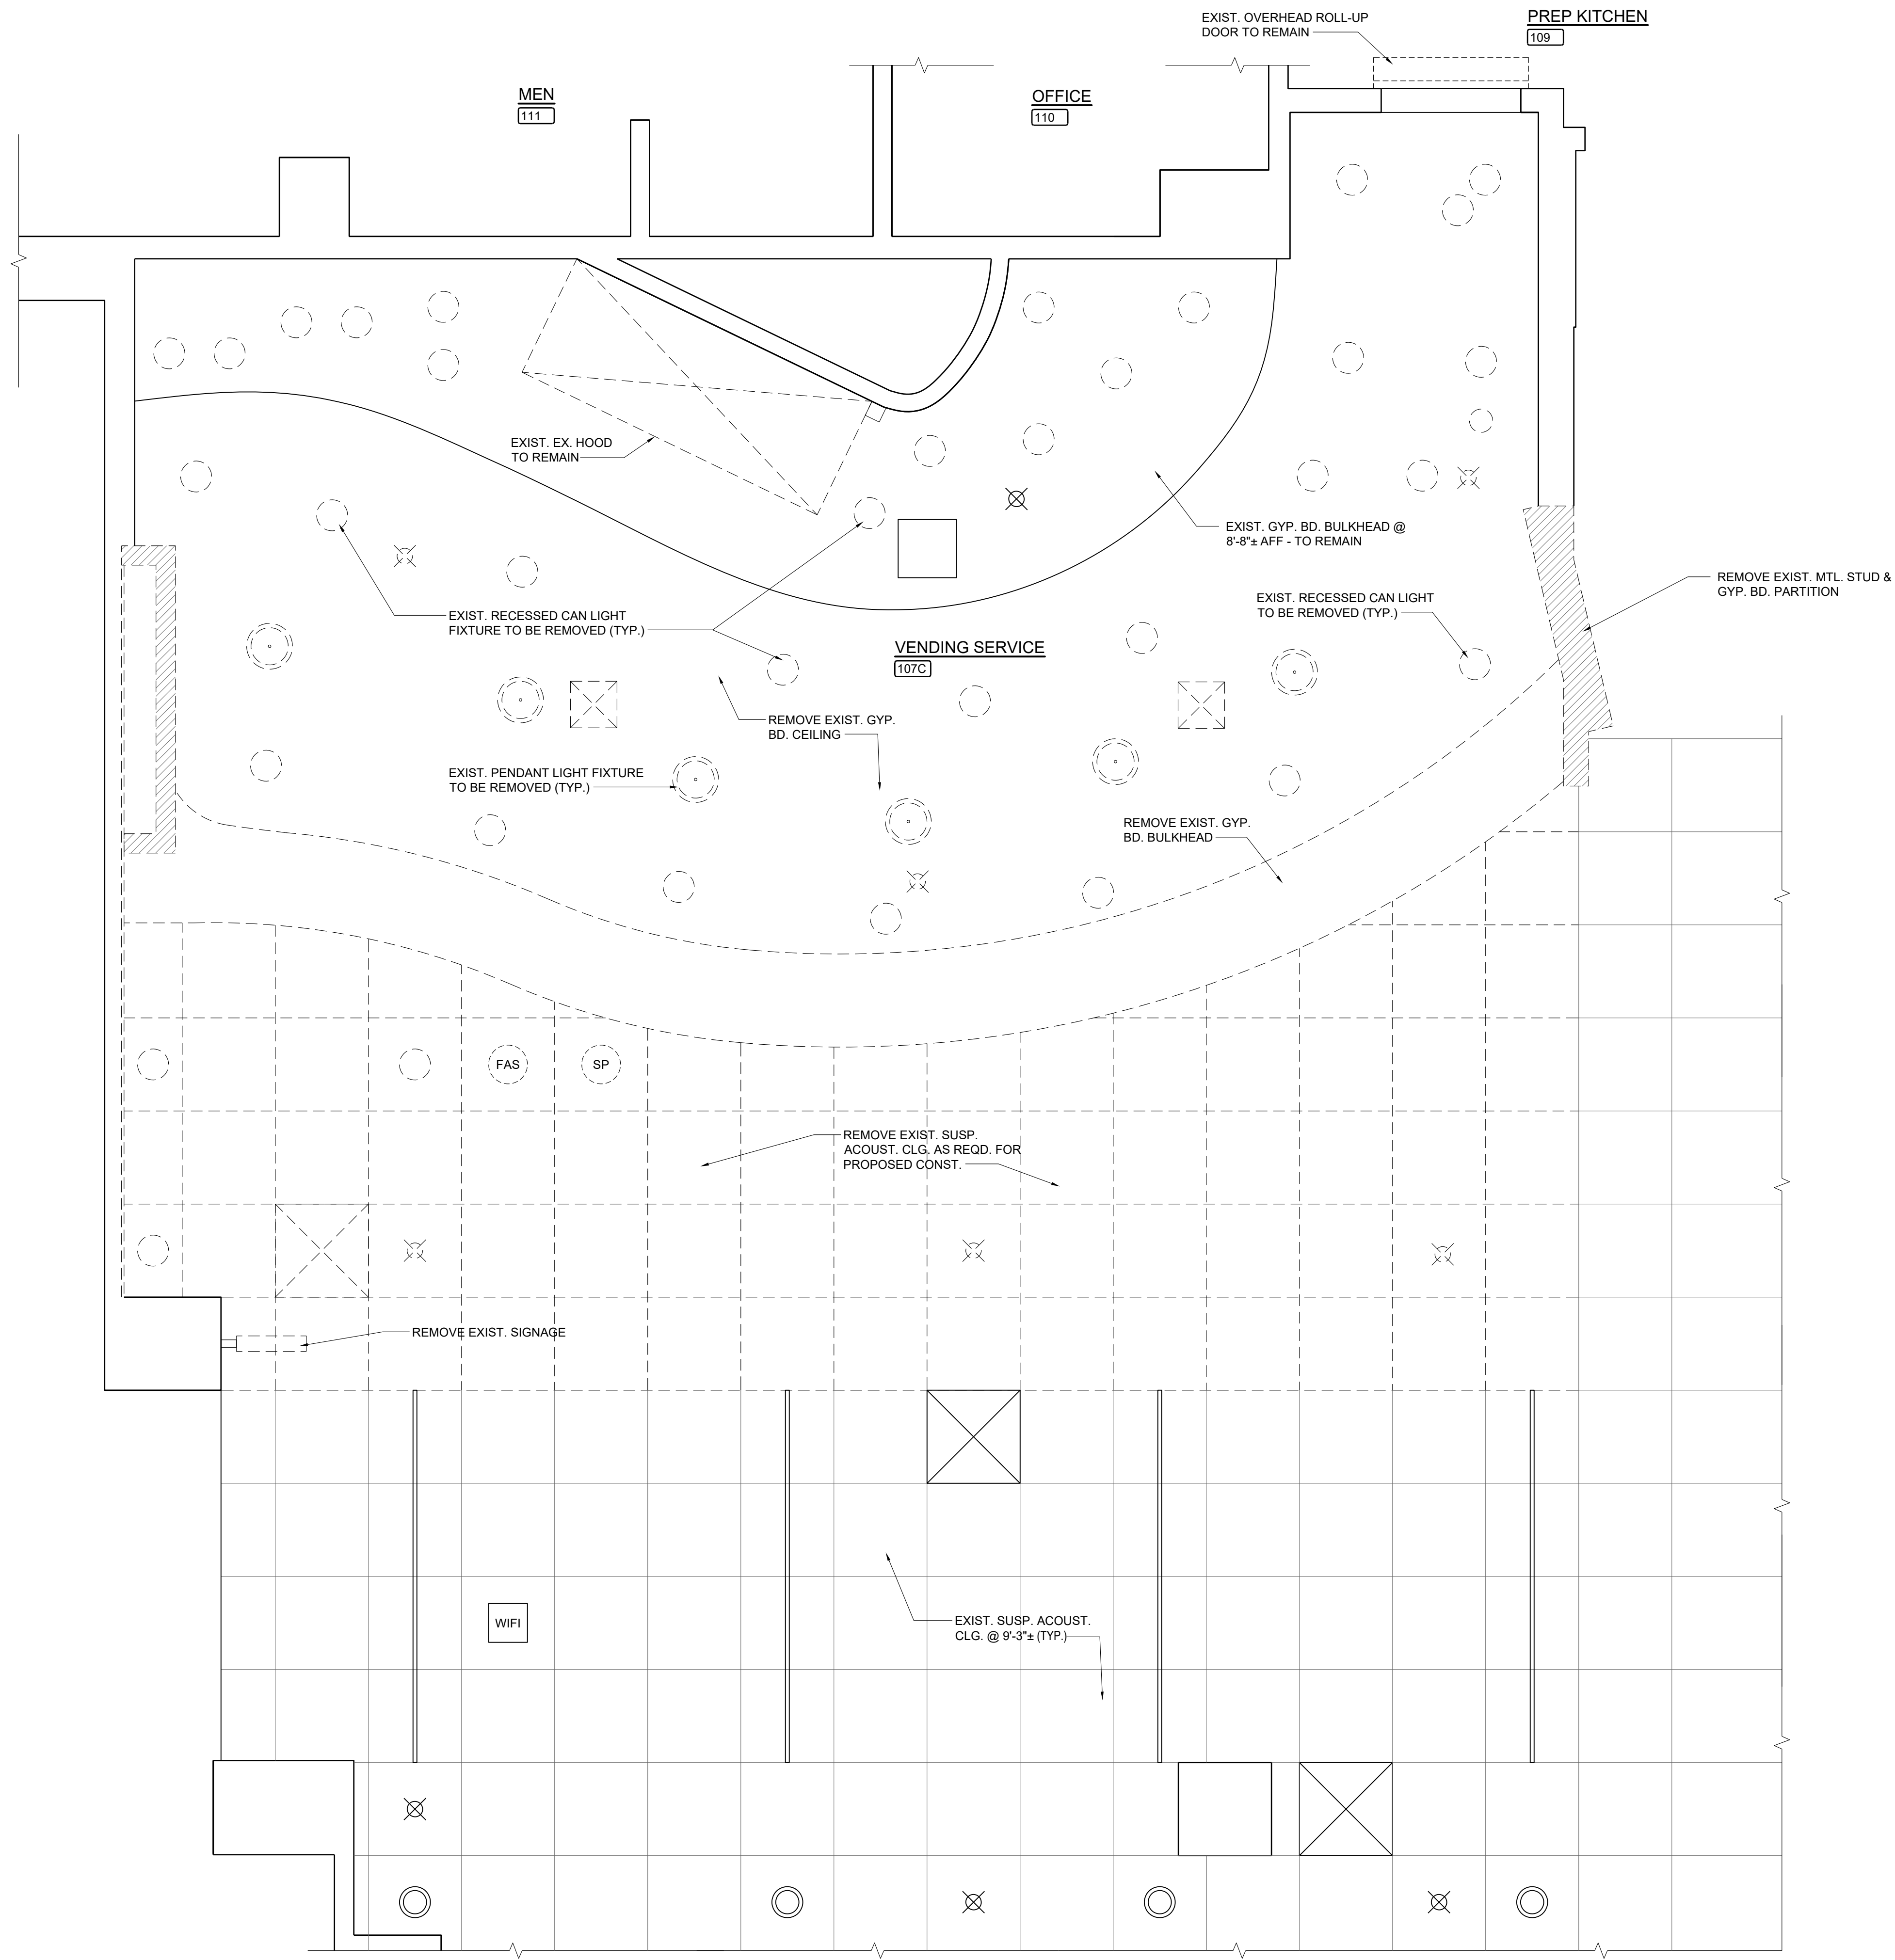 EXIST. OVERHEAD ROLL-UP
DOOR TO REMAIN
PREP KITCHEN
109
MEN
111
OFFICE
110
EXIST. EX. HOOD
TO REMAIN
EXIST. GYP. BD. BULKHEAD @
8'-8"± AFF - TO REMAIN
REMOVE EXIST. MTL. STUD &
GYP. BD. PARTITION
EXIST. RECESSED CAN LIGHT
FIXTURE TO BE REMOVED (TYP.)
EXIST. RECESSED CAN LIGHT
TO BE REMOVED (TYP.)
VENDING SERVICE
107C
REMOVE EXIST. GYP.
BD. CEILING
EXIST. PENDANT LIGHT FIXTURE
TO BE REMOVED (TYP.)
REMOVE EXIST. GYP.
BD. BULKHEAD
FAS
SP
REMOVE EXIST. SUSP.
ACOUST. CLG. AS REQD. FOR
PROPOSED CONST.
REMOVE EXIST. SIGNAGE
WIFI
EXIST. SUSP. ACOUST.
CLG. @ 9'-3"± (TYP.)